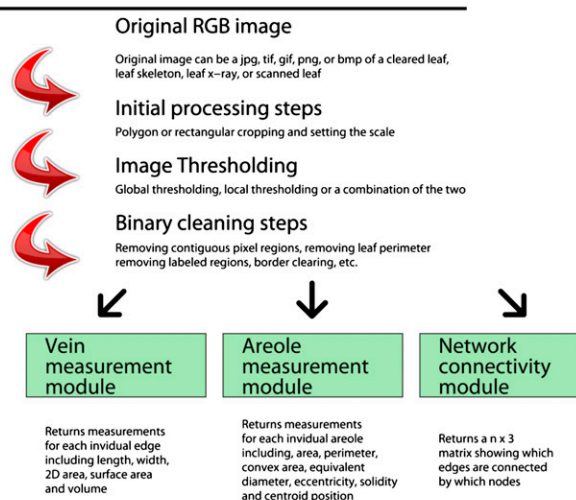 Original RGB image
Original image can be a jpg, tif, gif, png, or bmp of a cleared leaf,
leaf skeleton, leaf x-ray, or scanned leaf
Initial processing steps
Polygon or rectangular cropping and setting the scale
Image Thresholding
Global thresholding, local thresholding or a combination of the two
Binary cleaning steps
Removing contiguous pixel regions, removing leaf perimeter
removing labeled regions, border clearing, etc.
Vein
measurement
module
Returns measurements
for each invidual edge
including length, width,
2D area, surface area
and volume
Areole
measurement
module
Returns measurements
for each invidual areole
including, area, perimeter,
convex area, equivalent
diameter, eccentricity, solidity
and centroid position
Network
connectivity
module
Returns a n x 3
matrix showing which
edges are connected
by which nodes